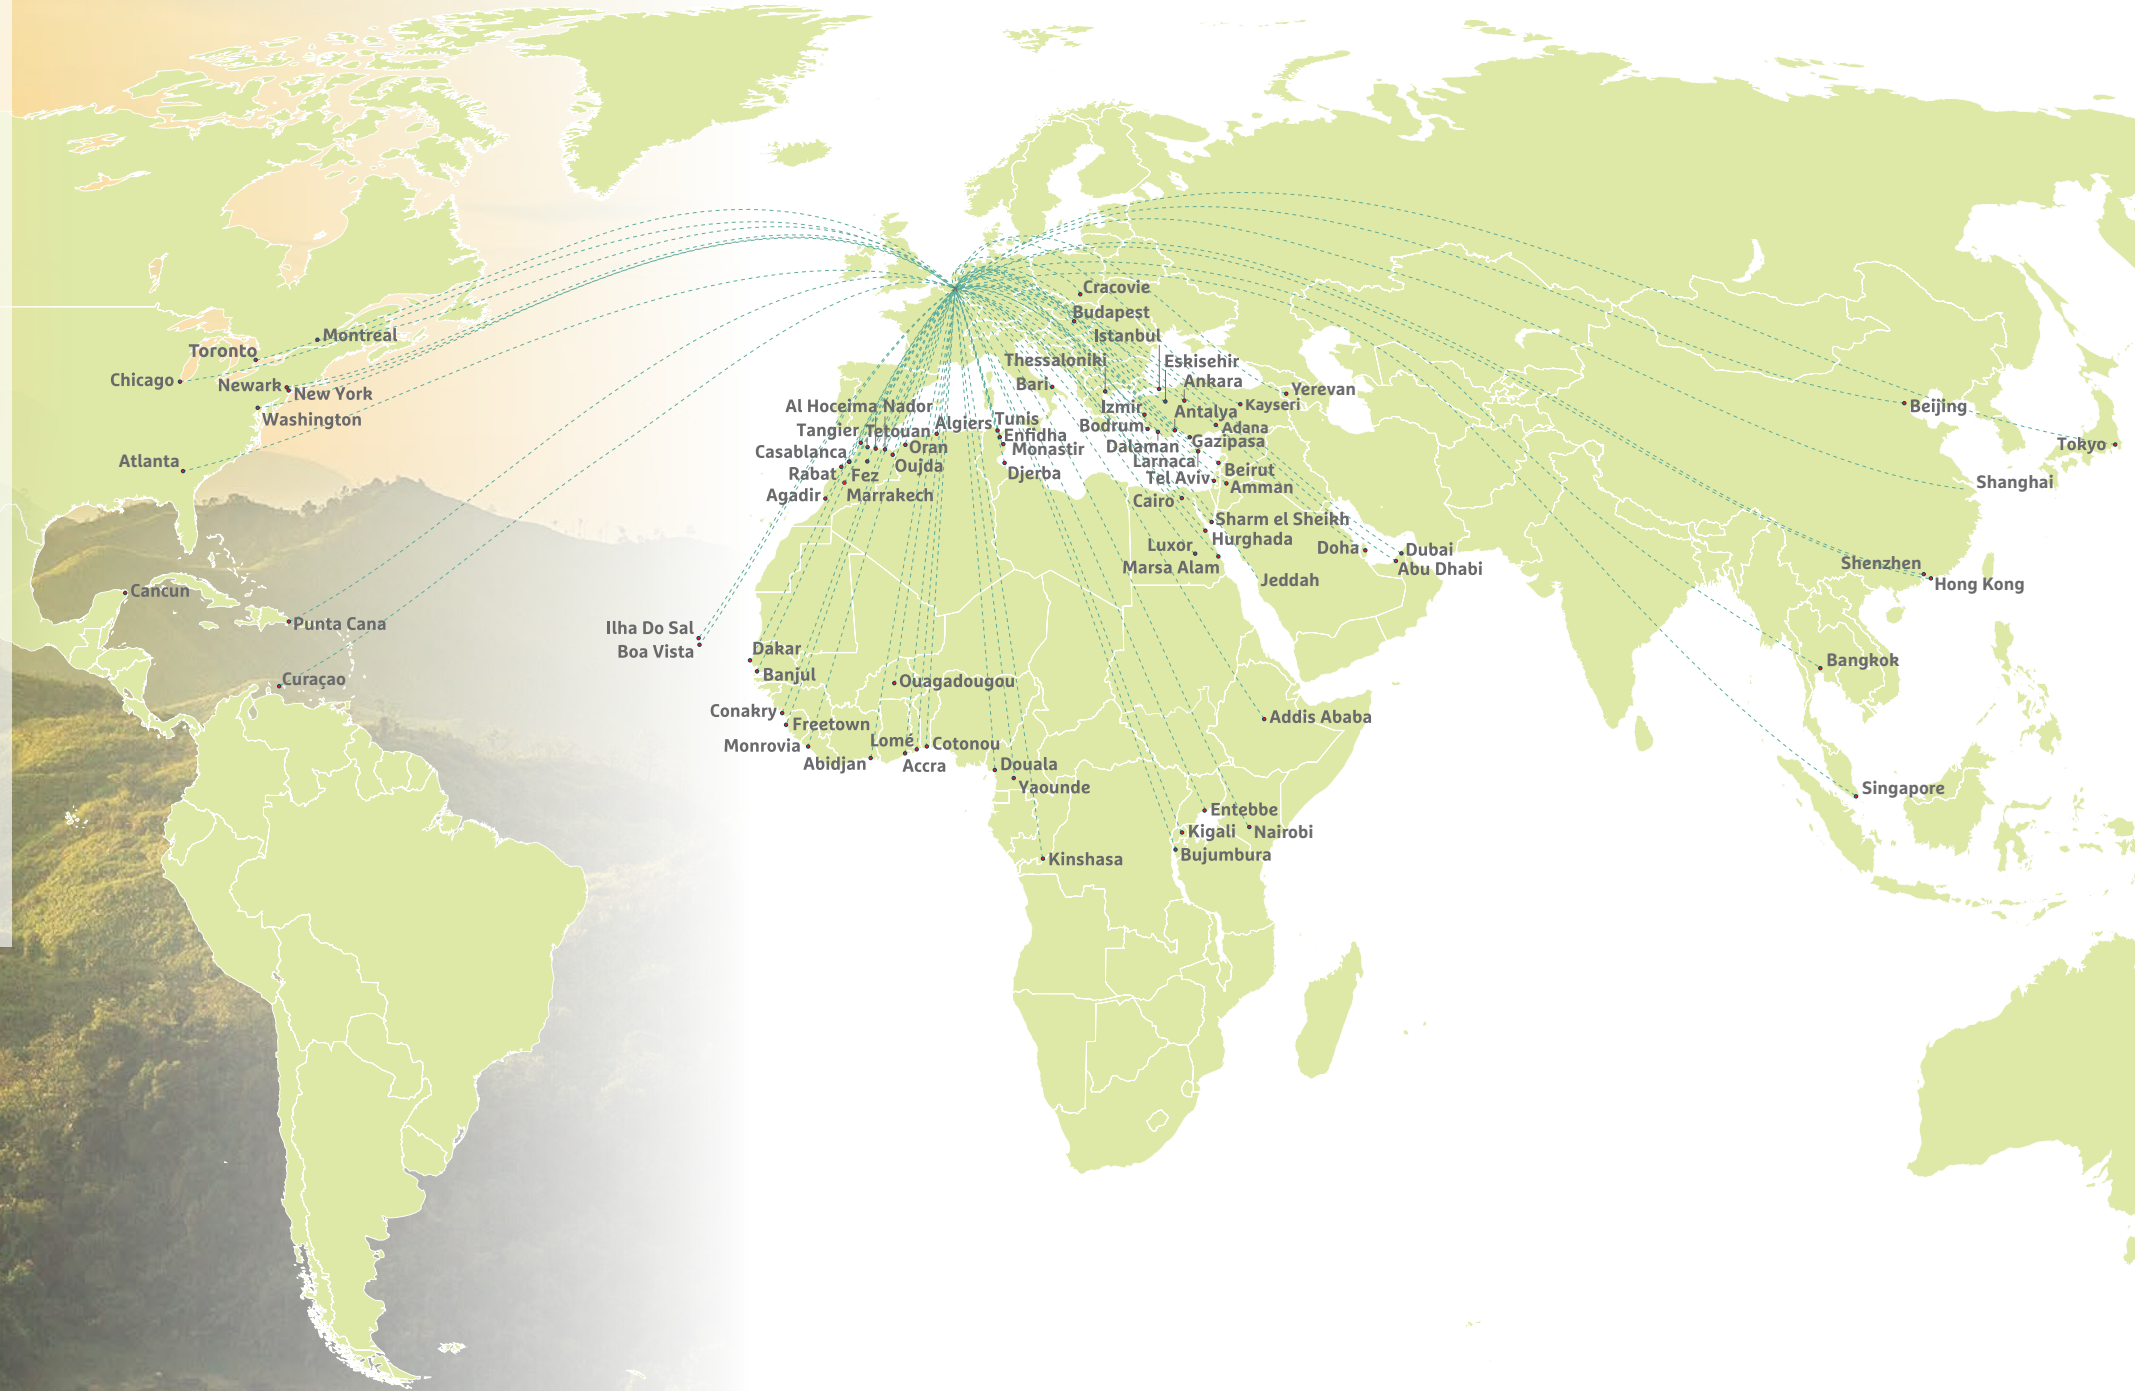 Montreal
Toronto
Chicago
Newark
New York
Washington
Atlanta
Cancun
Punta Cana
Curaçao
Cracovie
Budapest
Istanbul
Thessaloniki
Eskisehir
Bari
Ankara
Yerevan
Izmir
Antalya
Kayseri
Bodrum
Adana
Dalaman
Gazipasa
Larnaca
Beirut
Tel Aviv
Amman
Cairo
Al Hoceima
Nador
Tangier
Tetouan
Algiers
Tunis
Enfidha
Casablanca
Oran
Monastir
Rabat
Fez
Oujda
Djerba
Agadir
Marrakech
Sharm el Sheikh
Hurghada
Luxor
Marsa Alam
Doha
Dubai
Abu Dhabi
Jeddah
Ilha Do Sal
Boa Vista
Dakar
Banjul
Ouagadougou
Conakry
Freetown
Monrovia
Lomé
Cotonou
Abidjan
Accra
Douala
Yaounde
Addis Ababa
Entebbe
Kigali
Nairobi
Bujumbura
Kinshasa
Beijing
Tokyo
Shanghai
Shenzhen
Hong Kong
Bangkok
Singapore